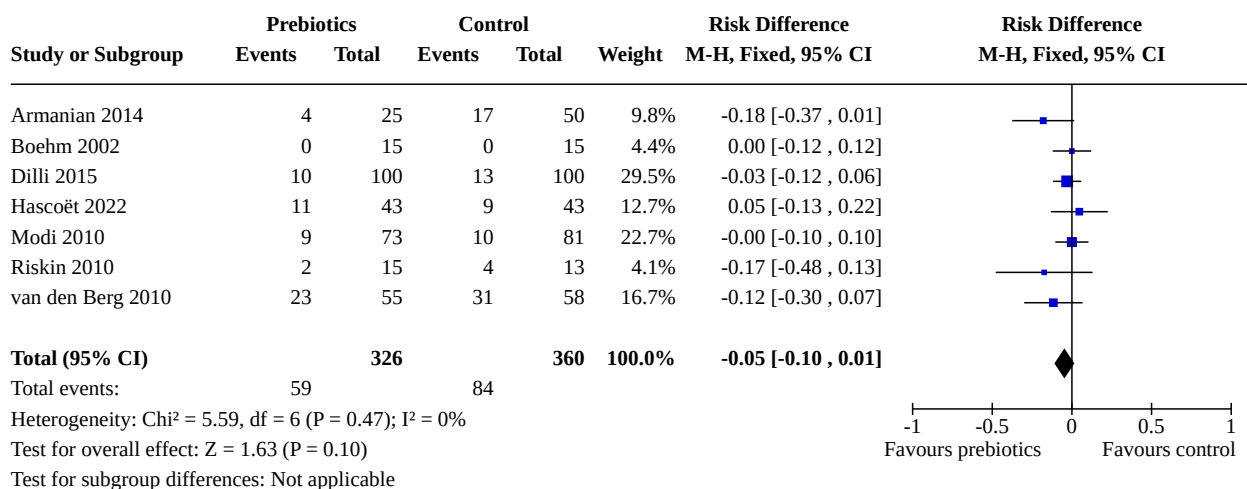 Prebiotics Control Risk Difference Risk Difference
Study or Subgroup Events Total Events Total Weight M-H, Fixed, 95% CI M-H, Fixed, 95% CI
Armanian 2014 4 25 17 50 9.8% -0.18 [-0.37 , 0.01]
Boehm 2002 0 15 0 15 4.4% 0.00 [-0.12 , 0.12]
Dilli 2015 10 100 13 100 29.5% -0.03 [-0.12 , 0.06]
Hascoët 2022 11 43 9 43 12.7% 0.05 [-0.13 , 0.22]
Modi 2010 9 73 10 81 22.7% -0.00 [-0.10 , 0.10]
Riskin 2010 2 15 4 13 4.1% -0.17 [-0.48 , 0.13]
van den Berg 2010 23 55 31 58 16.7% -0.12 [-0.30 , 0.07]
Total (95% CI) 326 360 100.0% -0.05 [-0.10 , 0.01]
Total events: 59 84
Heterogeneity: Chi² = 5.59, df = 6 (P = 0.47); I² = 0%
Test for overall effect: Z = 1.63 (P = 0.10)
Test for subgroup differences: Not applicable
-1 -0.5 0 0.5 1
Favours prebiotics Favours control